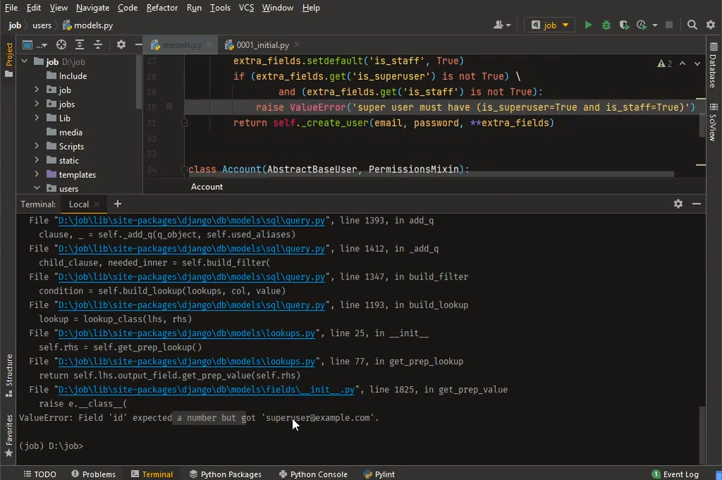 File Edit View Navigate Code Refactor Run Tools VCS Window Help
job users models.py job
Project models.py 0001_initial.py
job
Include
job
jobs
Lib
media
Scripts
static
templates
users
27 extra_fields.setdefault('is_staff', True)
28 if (extra_fields.get('is_superuser') is not True) \
29 and (extra_fields.get('is_staff') is not True):
30 raise ValueError('super user must have (is_superuser=True and is_staff=True)')
31 return self._create_user(email, password, **extra_fields)
32
33
34 class Account(AbstractBaseUser, PermissionsMixin):
2
Account
Database
SciView
Terminal: Local
File "D:\job\lib\site-packages\django\db\models\sql\query.py", line 1393, in add_q
clause, _ = self._add_q(q_object, self.used_aliases)
File "D:\job\lib\site-packages\django\db\models\sql\query.py", line 1412, in _add_q
child_clause, needed_inner = self.build_filter(
File "D:\job\lib\site-packages\django\db\models\sql\query.py", line 1347, in build_filter
condition = self.build_lookup(lookups, col, value)
File "D:\job\lib\site-packages\django\db\models\sql\query.py", line 1193, in build_lookup
lookup = lookup_class(lhs, rhs)
File "D:\job\lib\site-packages\django\db\models\lookups.py", line 25, in __init__
self.rhs = self.get_prep_lookup()
File "D:\job\lib\site-packages\django\db\models\lookups.py", line 77, in get_prep_lookup
return self.lhs.output_field.get_prep_value(self.rhs)
File "D:\job\lib\site-packages\django\db\models\fields\__init__.py", line 1825, in get_prep_value
raise e.__class__(
ValueError: Field 'id' expected a number but got 'superuser@example.com'.
(job) D:\job>
Structure
Favorites
TODO Problems Terminal Python Packages Python Console Pylint Event Log